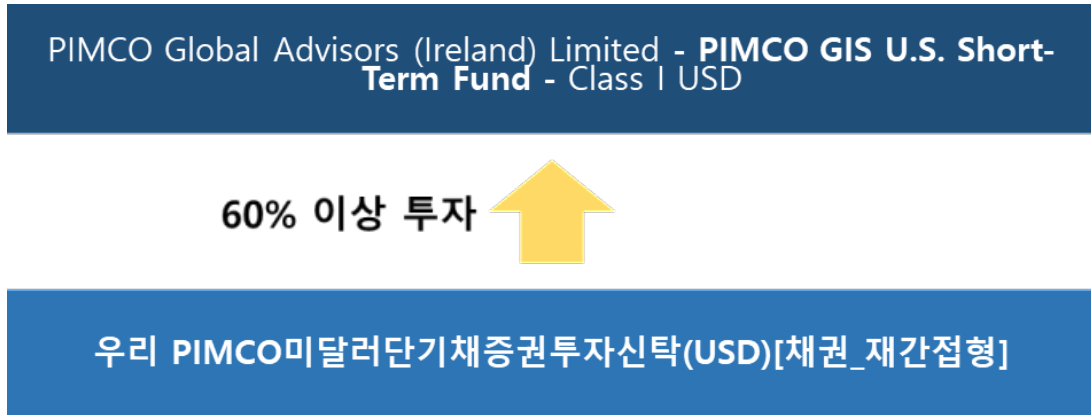 PIMCO Global Advisors (Ireland) Limited - PIMCO GIS U.S. Short-
Term Fund - Class I USD
60% 이상 투자
우리 PIMCO미달러단기채증권투자신탁(USD)[채권_재간접형]